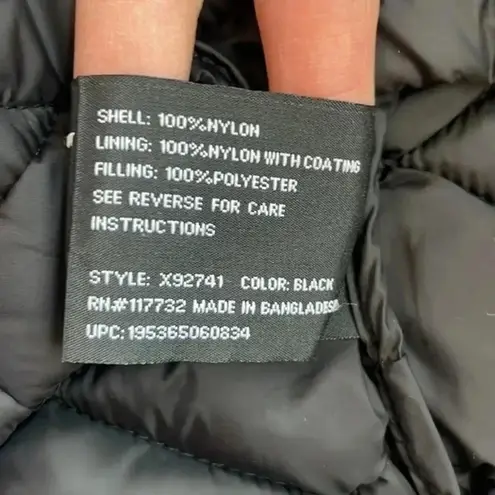 SHELL: 100%NYLON
LINING: 100%NYLON WITH COATING
FILLING: 100%POLYESTER
SEE REVERSE FOR CARE
INSTRUCTIONS
STYLE: X92741 COLOR: BLACK
RN#117732 MADE IN BANGLADESH
UPC: 195365060834